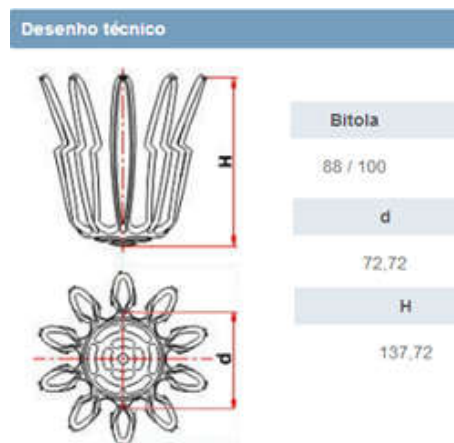 Desenho técnico
H
d
Bitola
88 / 100
d
72,72
H
137,72